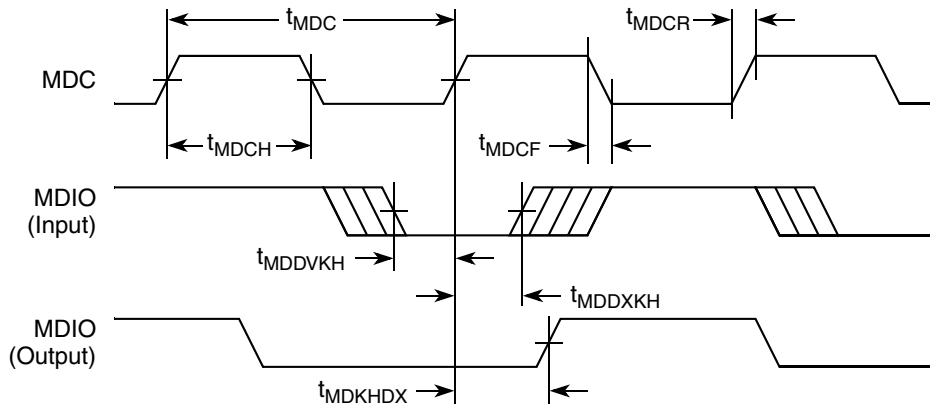 tMDC
tMDCR
MDC
tMDCH
tMDCF
MDIO
(Input)
tMDDVKH
tMDDXKH
MDIO
(Output)
tMDKHDX